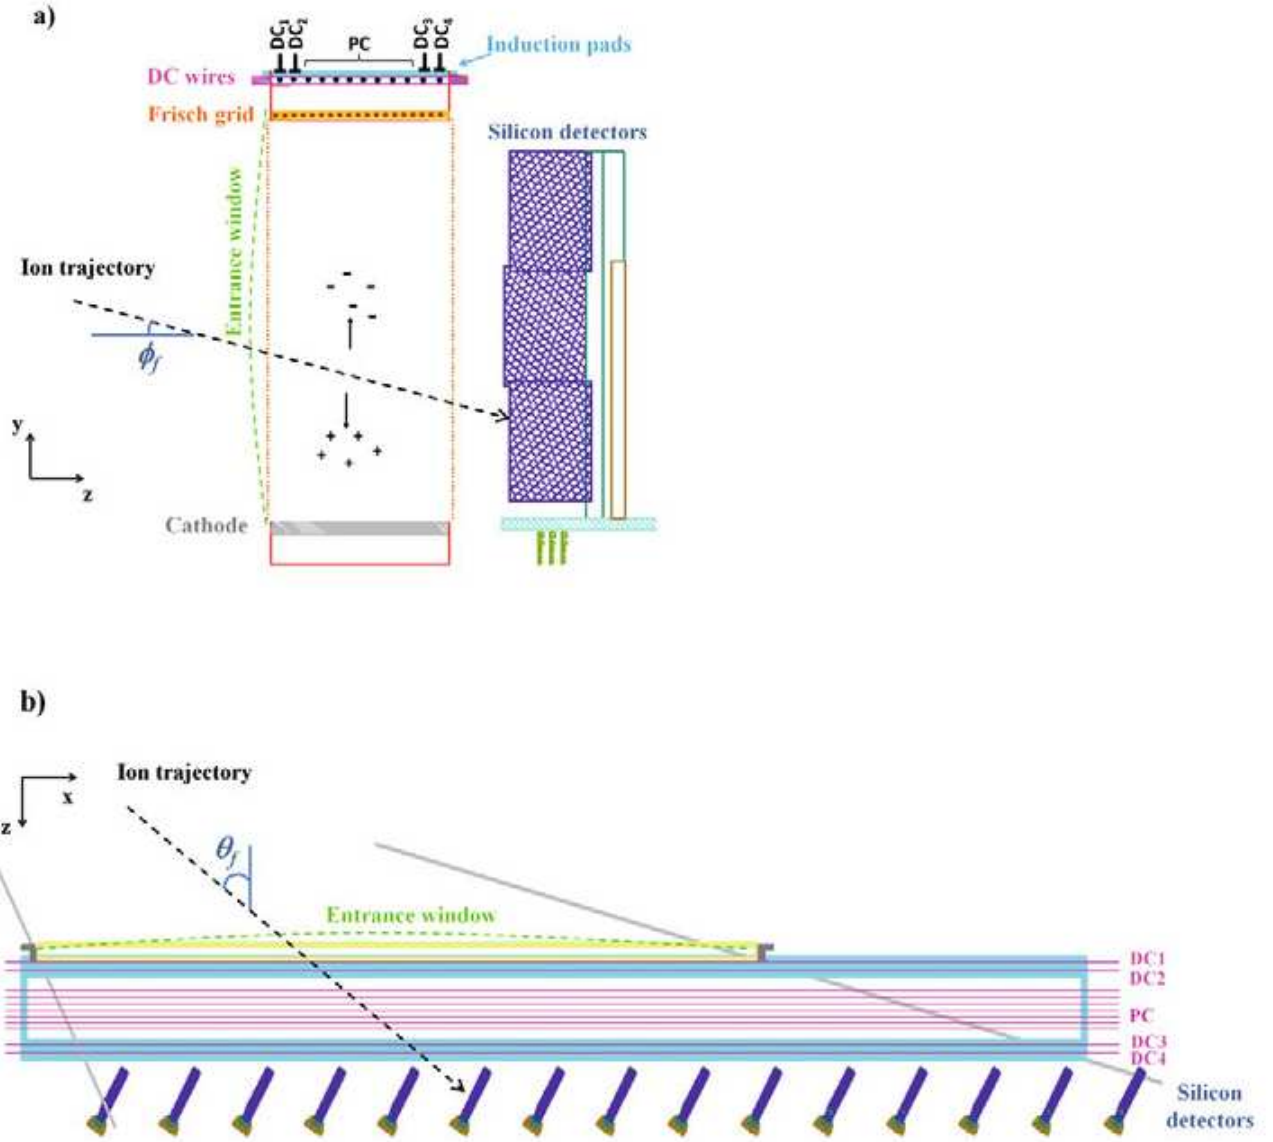 a)
DC1 DC2 PC DC3 DC4
Induction pads
DC wires
Frisch grid
Silicon detectors
Entrance window
Ion trajectory
ϕf
y
z
Cathode
b)
Ion trajectory
x
z
θf
Entrance window
DC1
DC2
PC
DC3
DC4
Silicon
detectors